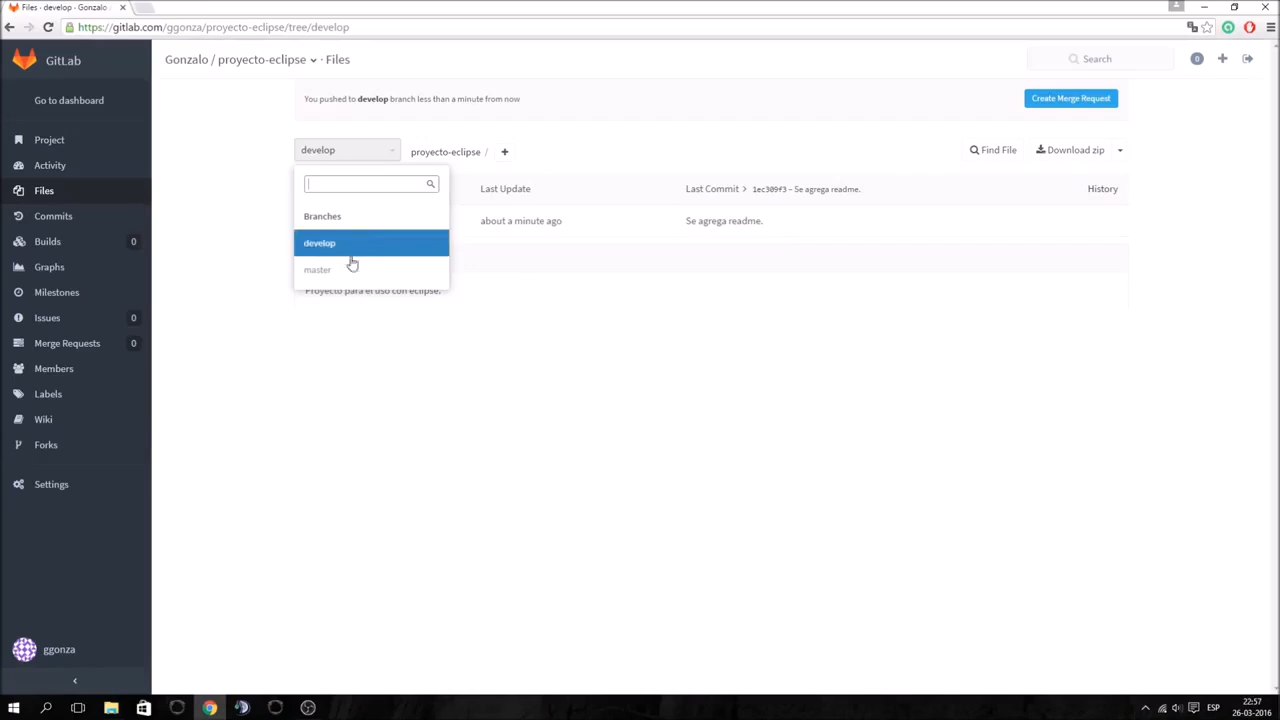 Files · develop · Gonzalo
https://gitlab.com/ggonza/proyecto-eclipse/tree/develop
GitLab
Gonzalo / proyecto-eclipse · Files
Search
0
Go to dashboard
You pushed to develop branch less than a minute from now
Create Merge Request
Project
develop
proyecto-eclipse /
Find File
Download zip
Activity
Files
Last Update
Last Commit
1ec309f3 – Se agrega readme.
History
Commits
Branches
about a minute ago
Se agrega readme.
Builds
0
develop
Graphs
master
Milestones
Proyecto para el uso con eclipse.
Issues
0
Merge Requests
0
Members
Labels
Wiki
Forks
Settings
ggonza
ESP
22:57
26-03-2016